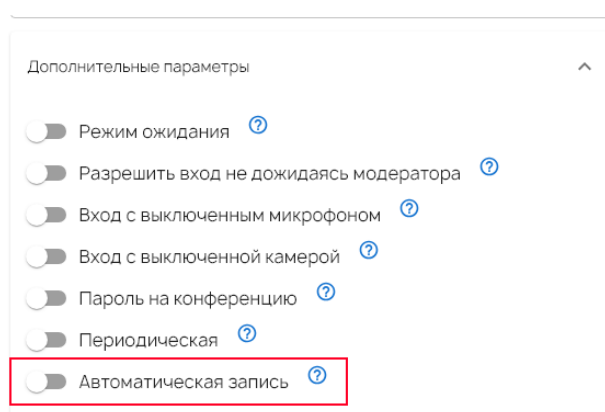 Дополнительные параметры
Режим ожидания ?
Разрешить вход не дожидаясь модератора ?
Вход с выключенным микрофоном ?
Вход с выключенной камерой ?
Пароль на конференцию ?
Периодическая ?
Автоматическая запись ?